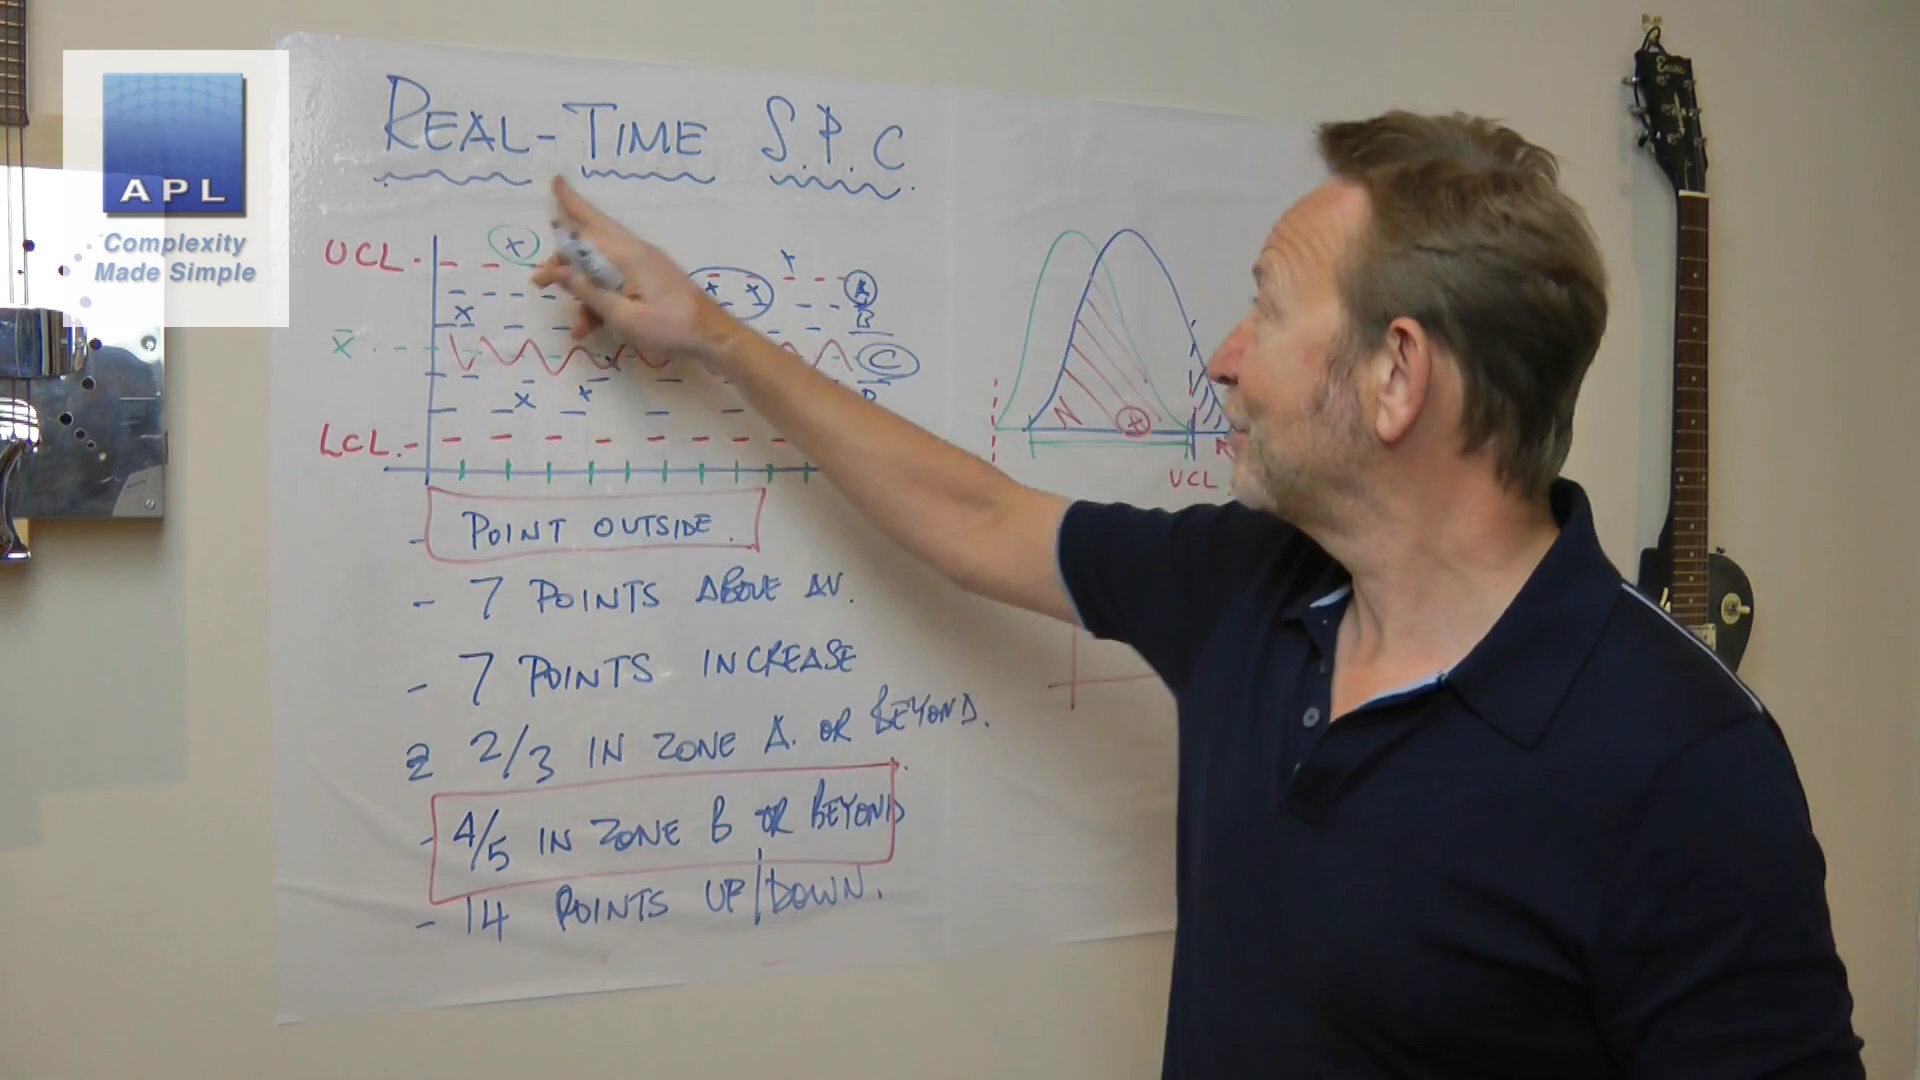 APL
Complexity
Made Simple
REAL-TIME S.P.C
UCL
A
B
X
C
B
LCL
N
UCL
- POINT OUTSIDE.
- 7 POINTS ABOVE AV.
- 7 POINTS INCREASE
2 2/3 IN ZONE A. OR BEYOND.
- 4/5 IN ZONE B OR BEYOND
- 14 POINTS UP/DOWN.